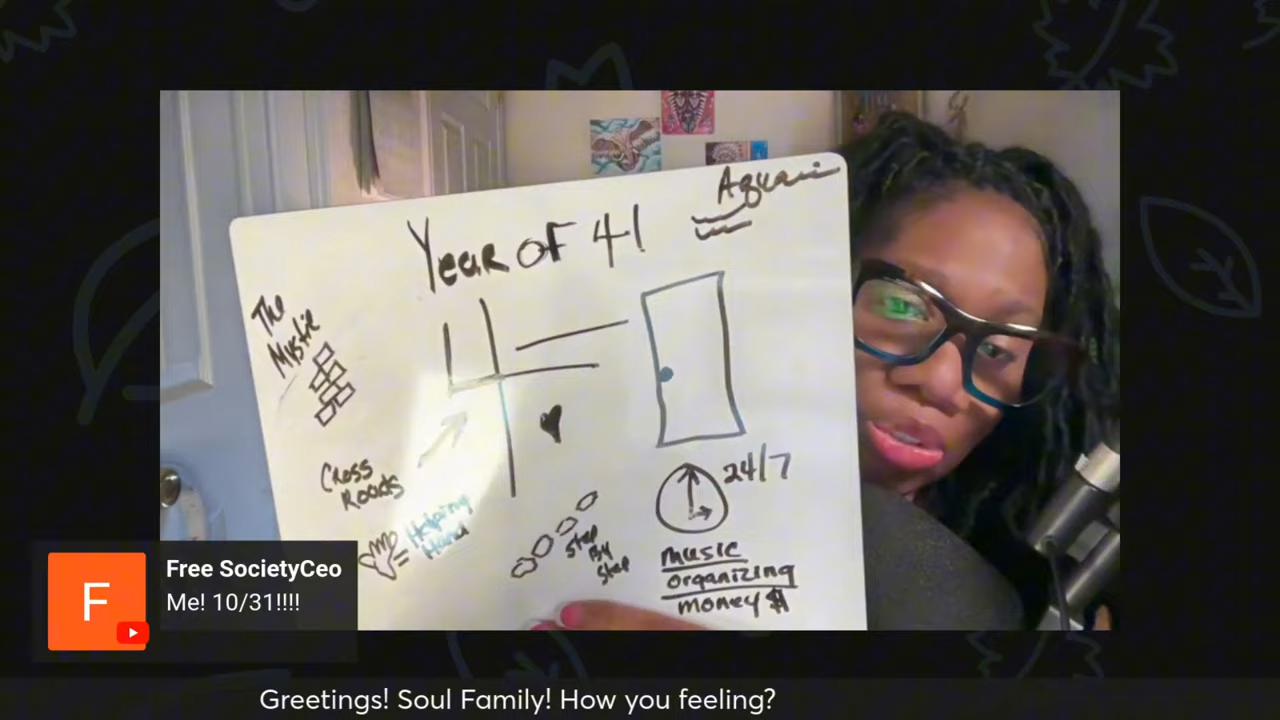 Aquari
Year of 41
The
Mystic
Cross
Roads
Helping
Hand
Step
By
Step
24/7
music
organizing
money $
F
Free SocietyCeo
Me! 10/31!!!!
Greetings! Soul Family! How you feeling?